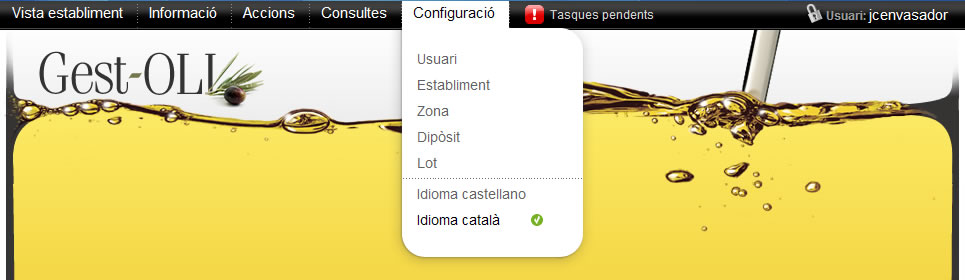 Vista establiment Informació Accions Consultes Configuració Tasques pendents Usuari: jcenvasador
Gest-OLI
Usuari
Establiment
Zona
Dipòsit
Lot
Idioma castellano
Idioma català